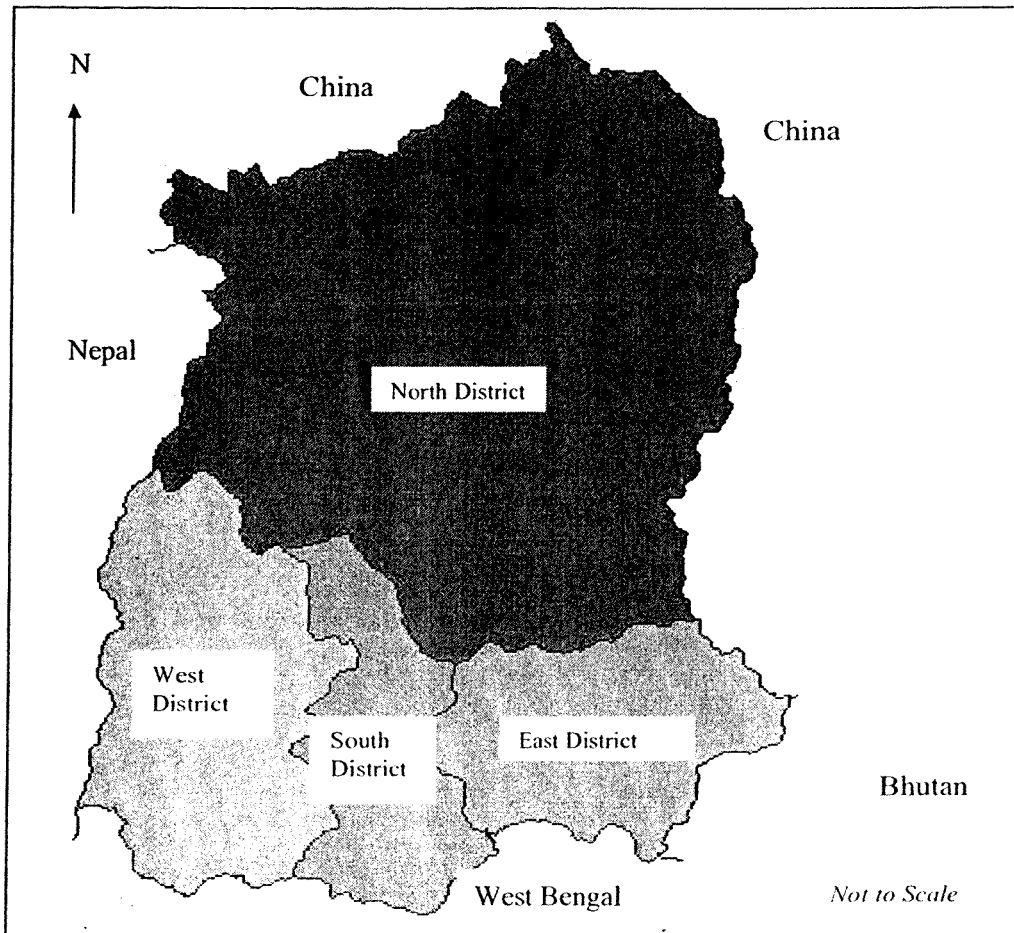 N
China
China
Nepal
North District
West
District
South
District
East District
Bhutan
West Bengal
Not to Scale